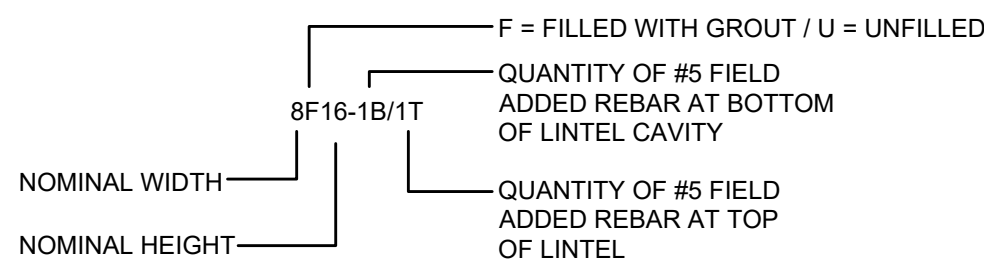 F = FILLED WITH GROUT / U = UNFILLED
QUANTITY OF #5 FIELD
ADDED REBAR AT BOTTOM
OF LINTEL CAVITY
8F16-1B/1T
NOMINAL WIDTH
QUANTITY OF #5 FIELD
ADDED REBAR AT TOP
OF LINTEL
NOMINAL HEIGHT